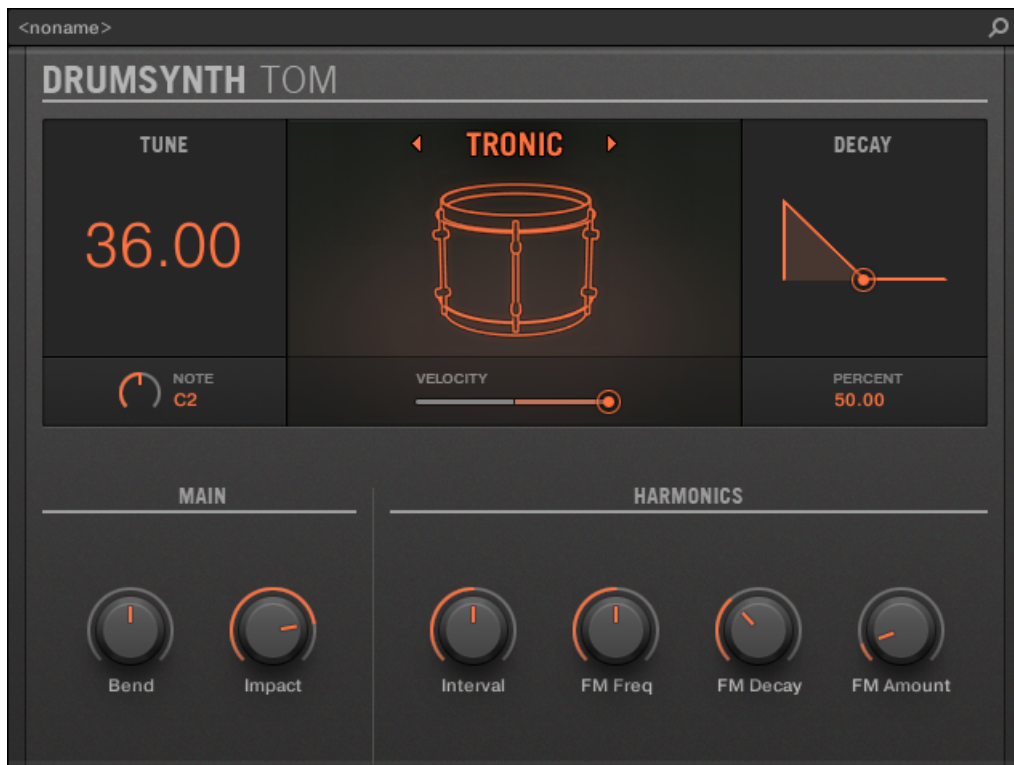 <noname>
DRUMSYNTH TOM
TUNE
TRONIC
DECAY
36.00
NOTE
C2
VELOCITY
PERCENT
50.00
MAIN
HARMONICS
Bend
Impact
Interval
FM Freq
FM Decay
FM Amount